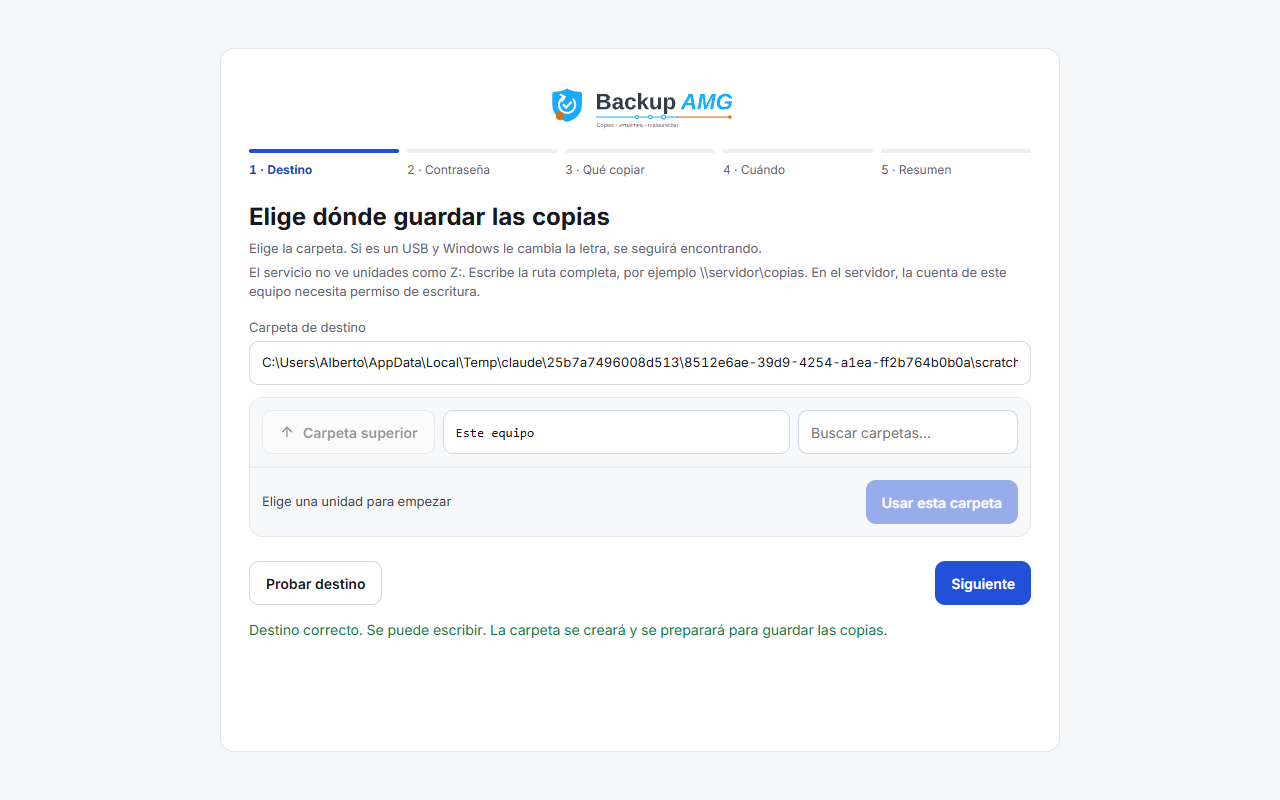 Backup AMG
Copias · versiones · restauración
1 · Destino
2 · Contraseña
3 · Qué copiar
4 · Cuándo
5 · Resumen
Elige dónde guardar las copias
Elige la carpeta. Si es un USB y Windows le cambia la letra, se seguirá encontrando.
El servicio no ve unidades como Z:. Escribe la ruta completa, por ejemplo \\servidor\copias. En el servidor, la cuenta de este
equipo necesita permiso de escritura.
Carpeta de destino
C:\Users\Alberto\AppData\Local\Temp\claude\25b7a7496008d513\8512e6ae-39d9-4254-a1ea-ff2b764b0b0a\scratch
Carpeta superior
Este equipo
Buscar carpetas...
Elige una unidad para empezar
Usar esta carpeta
Probar destino
Siguiente
Destino correcto. Se puede escribir. La carpeta se creará y se preparará para guardar las copias.